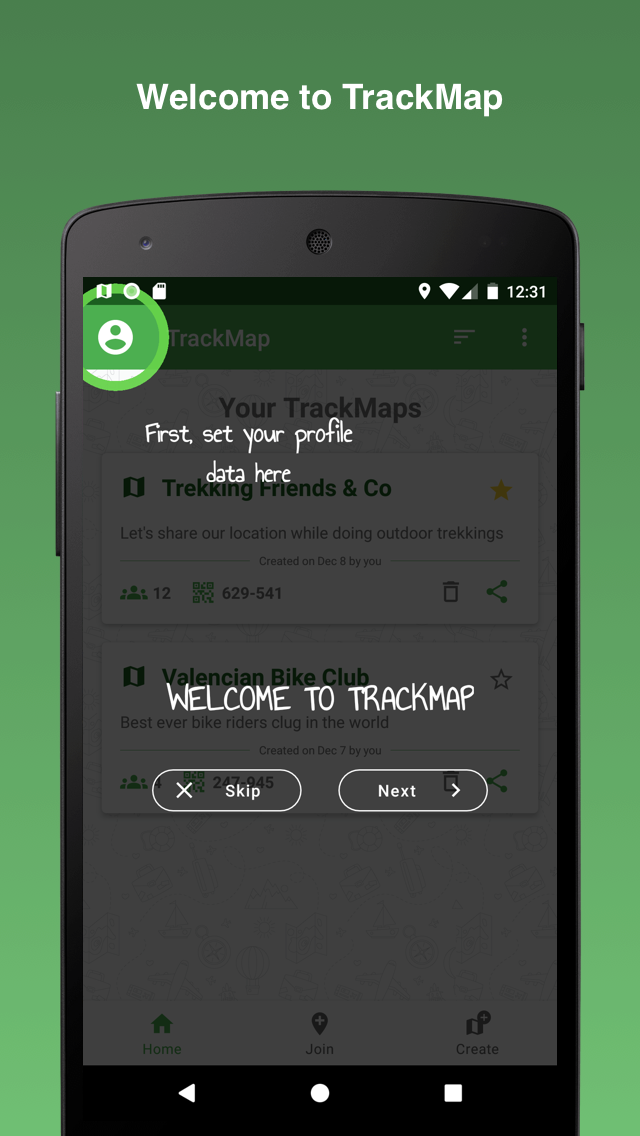 Welcome to TrackMap
12:31
TrackMap
Your TrackMaps
First, set your profile
data here
Trekking Friends & Co
Let's share our location while doing outdoor trekkings
Created on Dec 8 by you
12 629-541
Valencian Bike Club
WELCOME TO TRACKMAP
Best ever bike riders clug in the world
Created on Dec 7 by you
4 247-945
Skip Next
Home Join Create